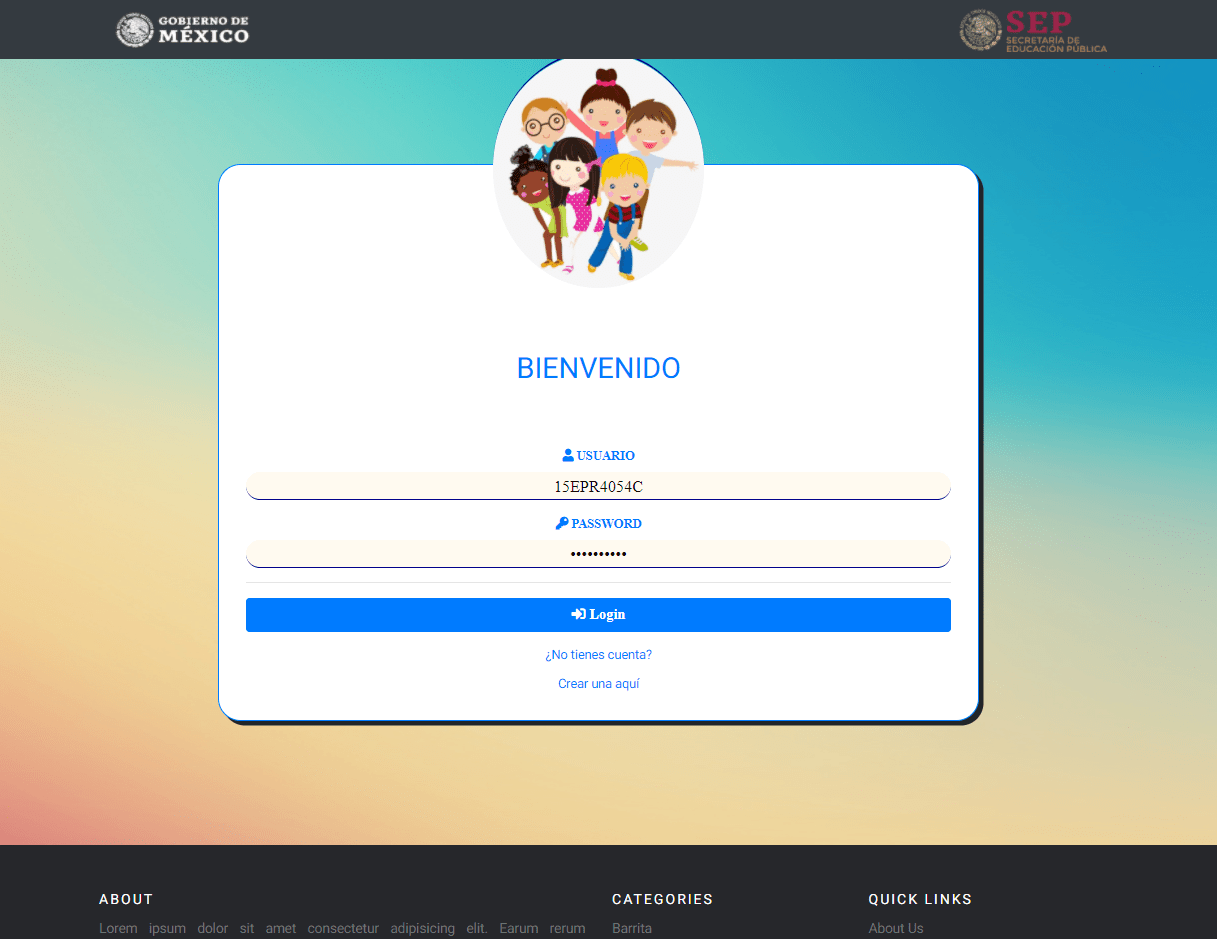 GOBIERNO DE
MÉXICO
SEP
SECRETARÍA DE
EDUCACIÓN PÚBLICA
BIENVENIDO
USUARIO
15EPR4054C
PASSWORD
••••••••••
Login
¿No tienes cuenta?
Crear una aquí
ABOUT
Lorem ipsum dolor sit amet consectetur adipisicing elit. Earum rerum
CATEGORIES
Barrita
QUICK LINKS
About Us